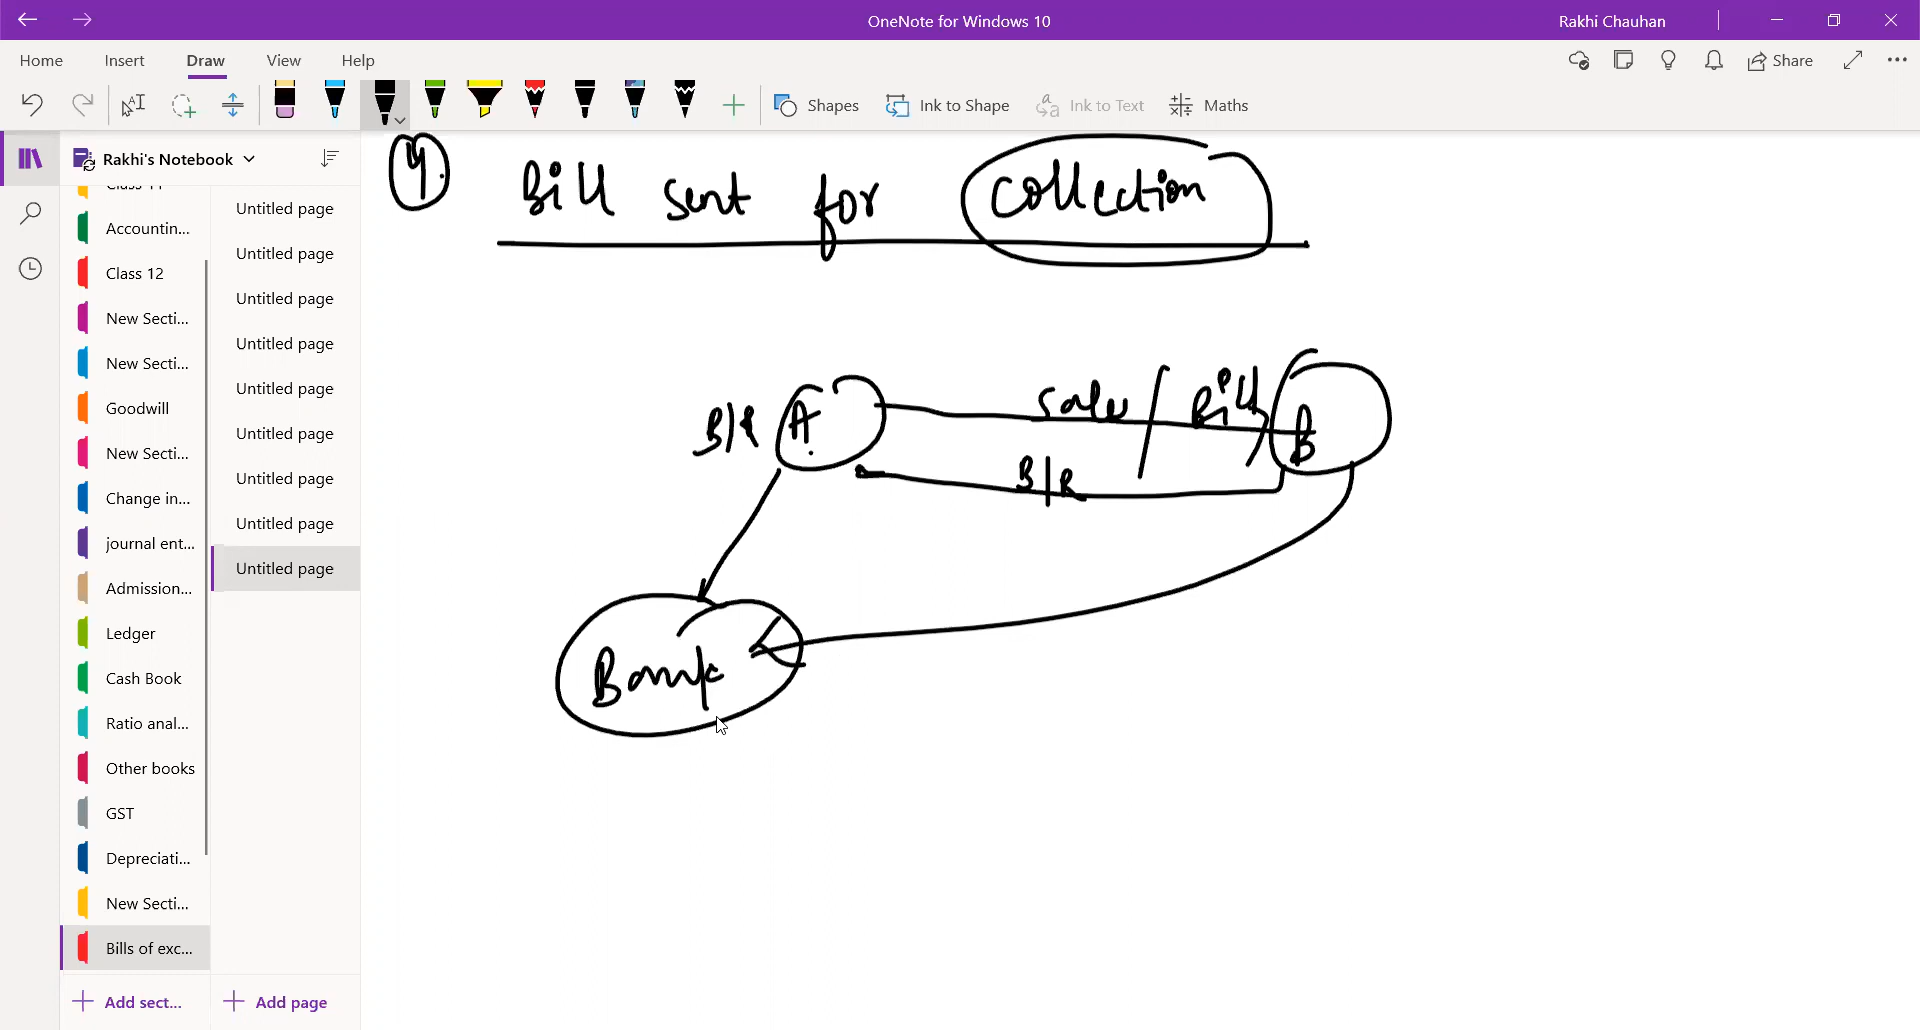 OneNote for Windows 10
Rakhi Chauhan
Home Insert Draw View Help
Share
Shapes Ink to Shape Ink to Text Maths
Rakhi's Notebook
Class 11
Accountin...
Class 12
New Secti...
New Secti...
Goodwill
New Secti...
Change in...
journal ent...
Admission...
Ledger
Cash Book
Ratio anal...
Other books
GST
Depreciati...
New Secti...
Bills of exc...
Add sect...
Untitled page
Untitled page
Untitled page
Untitled page
Untitled page
Untitled page
Untitled page
Untitled page
Untitled page
Add page
4. Bill sent for Collection
B/R A Sales / Bill B
B/R
Bank